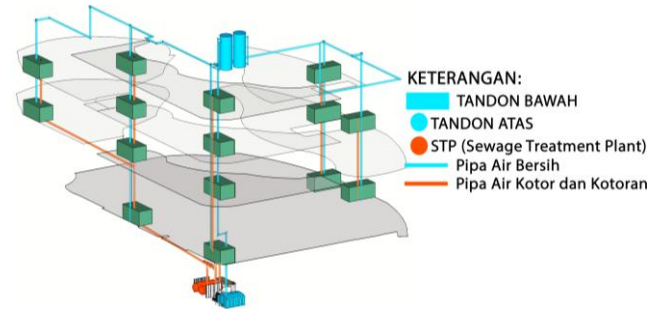 KETERANGAN:
TANDON BAWAH
TANDON ATAS
STP (Sewage Treatment Plant)
Pipa Air Bersih
Pipa Air Kotor dan Kotoran